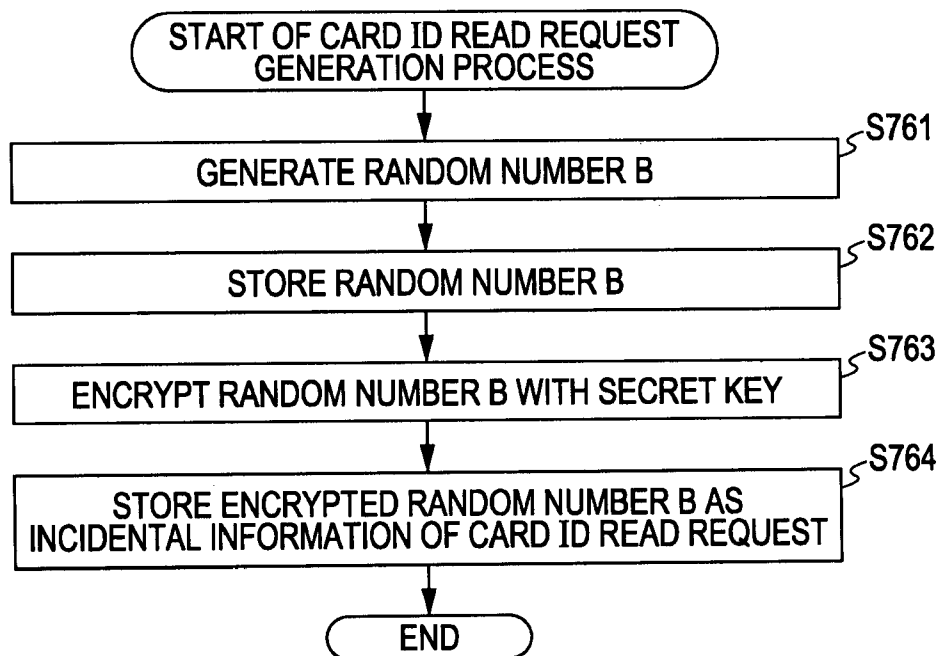 START OF CARD ID READ REQUEST
GENERATION PROCESS
S761
GENERATE RANDOM NUMBER B
S762
STORE RANDOM NUMBER B
S763
ENCRYPT RANDOM NUMBER B WITH SECRET KEY
S764
STORE ENCRYPTED RANDOM NUMBER B AS
INCIDENTAL INFORMATION OF CARD ID READ REQUEST
END